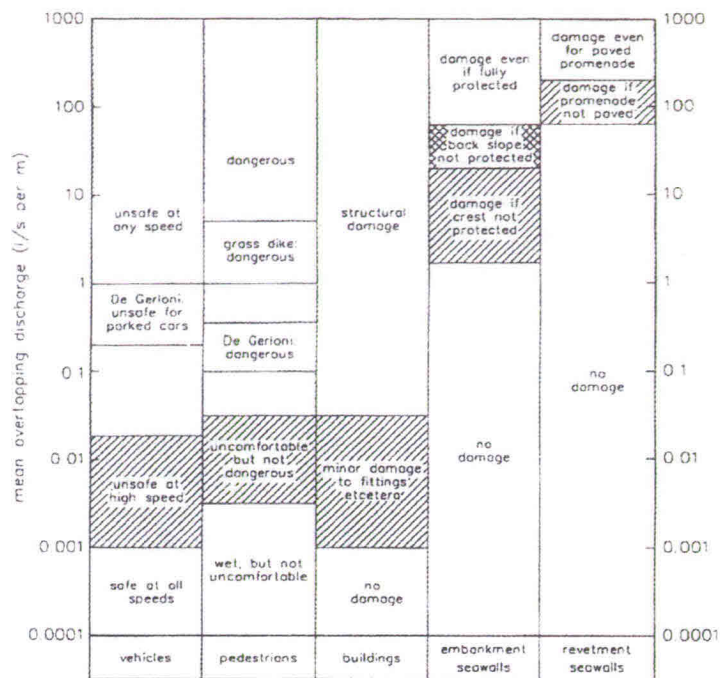 mean overtopping discharge (l/s per m)
1000
100
10
1
0.1
0.01
0.001
0.0001
unsafe at
any speed
De Gerloni:
unsafe for
parked cars
unsafe at
high speed
safe at all
speeds
vehicles
dangerous
grass dike:
dangerous
De Gerloni:
dangerous
uncomfortable
but not
dangerous
wet, but not
uncomfortable
pedestrians
structural
damage
minor damage
to fittings
etcetera
no
damage
buildings
damage even
if fully
protected
damage if
back slope
not protected
damage if
crest not
protected
no
damage
embankment
seawalls
damage even
for paved
promenade
damage if
promenade
not paved
no
damage
revetment
seawalls
1000
100
10
1
0.1
0.01
0.001
0.0001